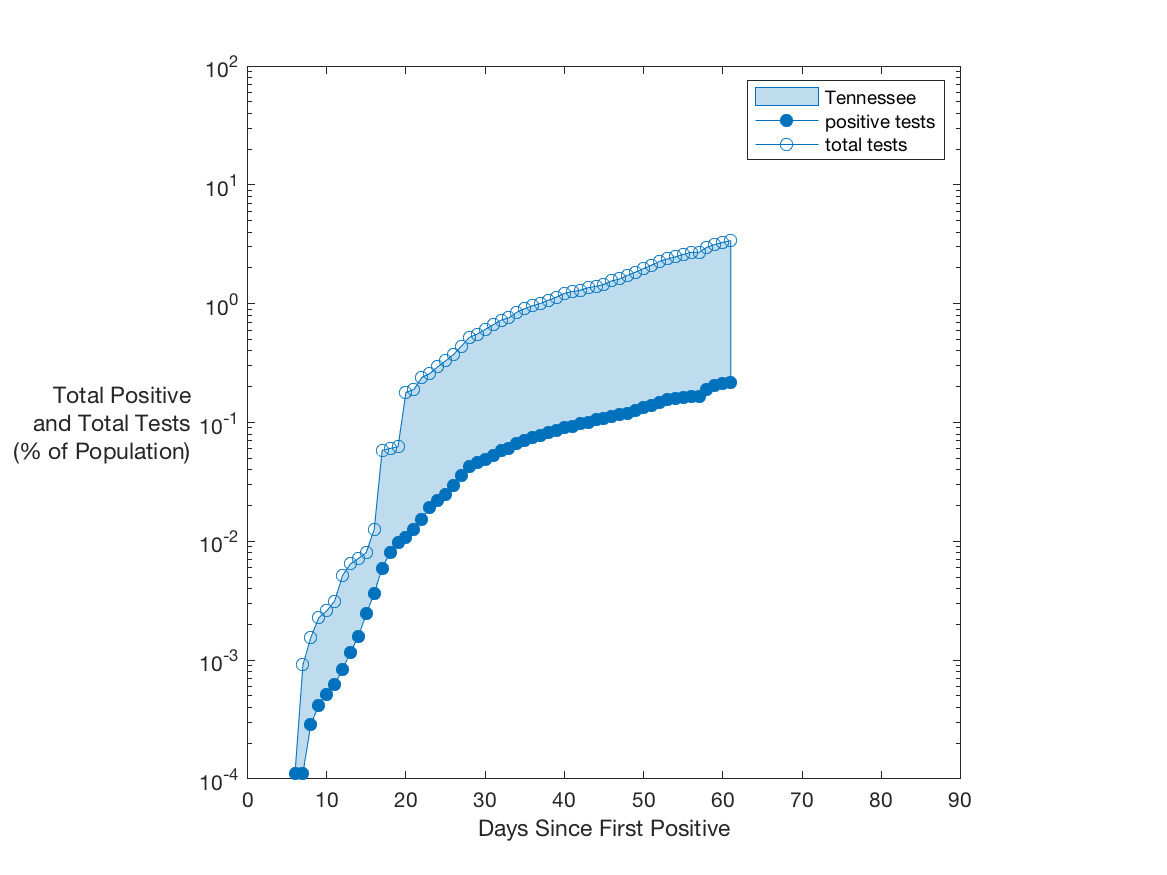 10^2
10^1
10^0
10^-1
10^-2
10^-3
10^-4
Total Positive
and Total Tests
(% of Population)
Tennessee
positive tests
total tests
0 10 20 30 40 50 60 70 80 90
Days Since First Positive